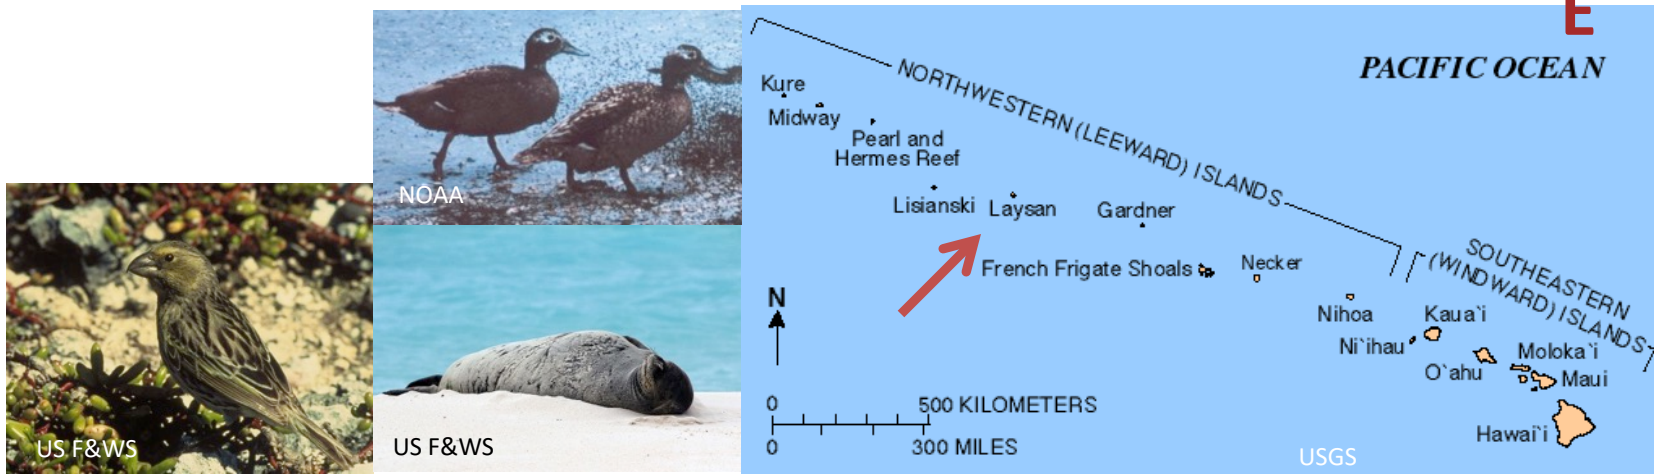 E
PACIFIC OCEAN
NORTHWESTERN (LEEWARD) ISLANDS
Kure
Midway
Pearl and
Hermes Reef
Lisianski
Laysan
Gardner
French Frigate Shoals
Necker
SOUTHEASTERN
(WINDWARD) ISLANDS
Nihoa
Kaua`i
Ni`ihau
O`ahu
Moloka`i
Maui
Hawai`i
N
0 500 KILOMETERS
0 300 MILES
USGS
NOAA
US F&WS
US F&WS